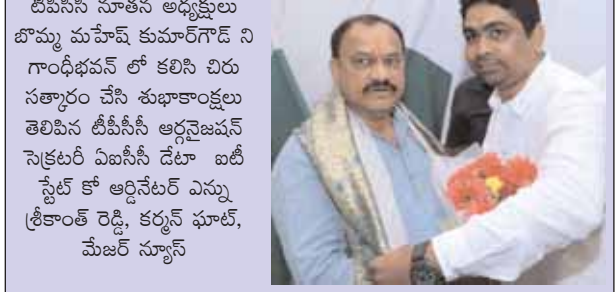 టీపీసీసీ నూతన అధ్యక్షులు
బొమ్మ మహేష్ కుమార్‌గౌడ్ ని
గాంధీభవన్ లో కలిసి చిరు
సత్కారం చేసి శుభాకాంక్షలు
తెలిపిన టీపీసీసీ ఆర్గనైజషన్
సెక్రటరీ ఏఐసీసీ డేటా ఐటీ
స్టేట్ కో ఆర్డినేటర్ ఎన్ను
శ్రీకాంత్ రెడ్డి, కర్మన్ ఘాట్,
మేజర్ న్యూస్